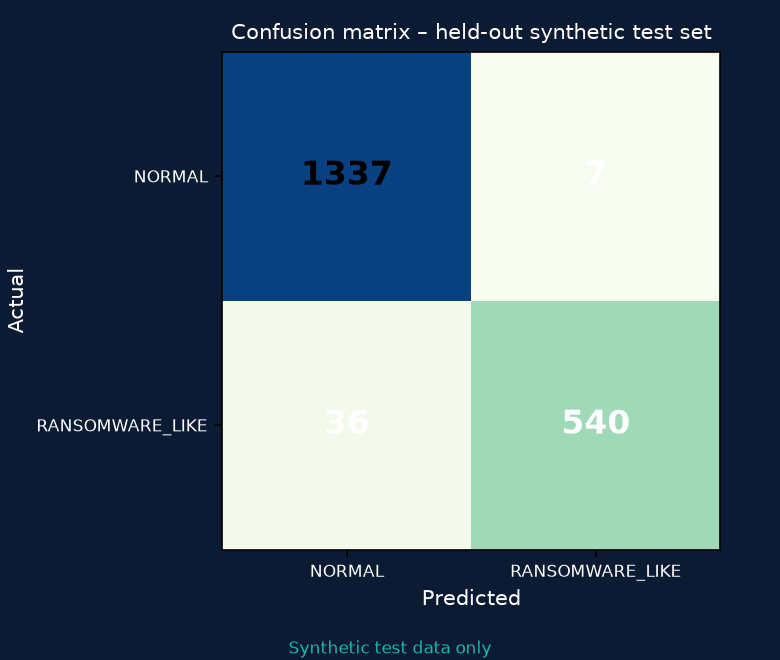 Confusion matrix – held-out synthetic test set
NORMAL
1337
7
Actual
RANSOMWARE_LIKE
36
540
NORMAL
RANSOMWARE_LIKE
Predicted
Synthetic test data only